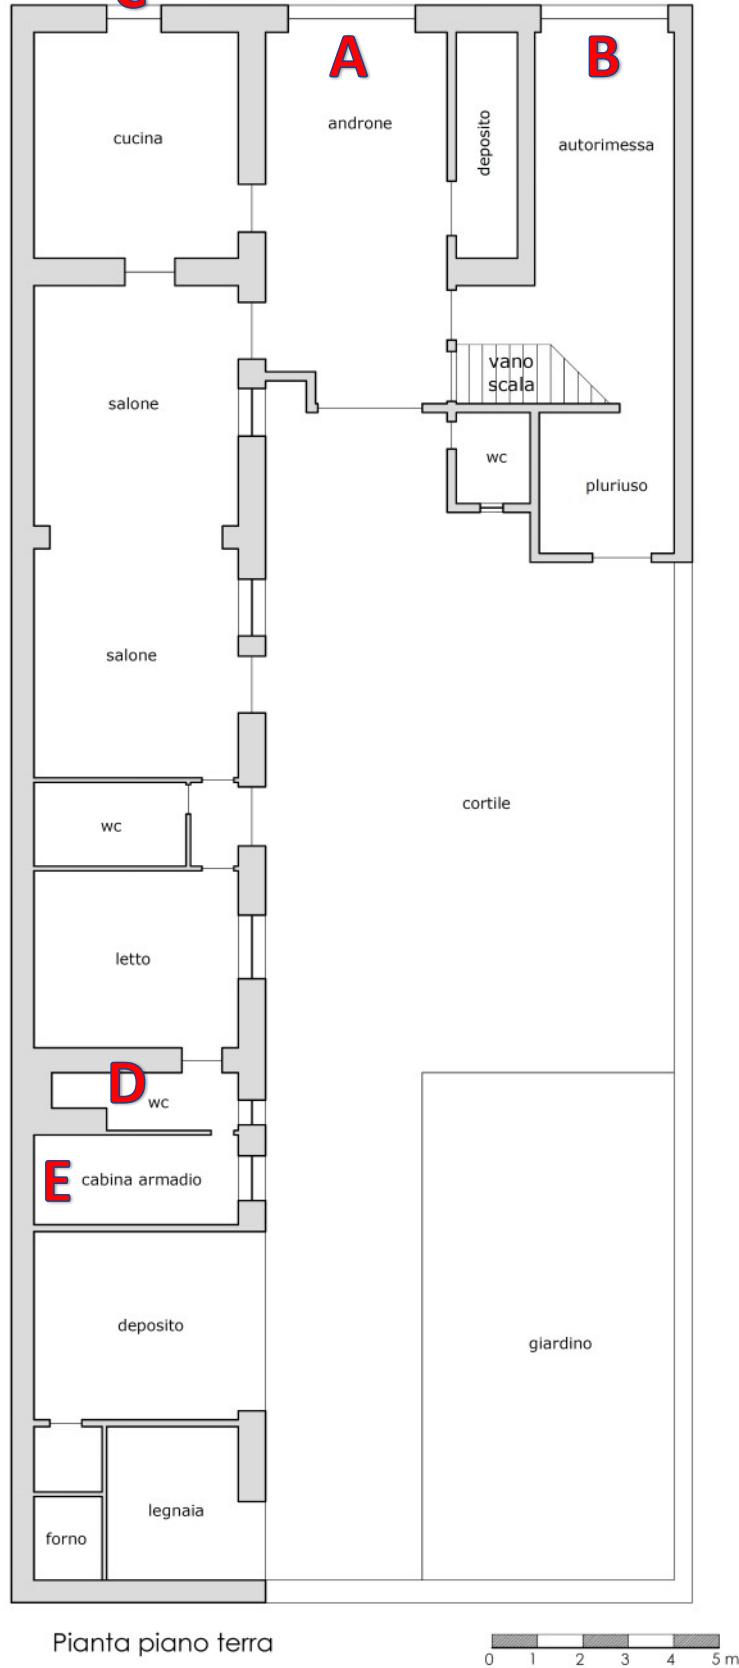 C
A
B
cucina
androne
deposito
autorimessa
salone
vano
scala
wc
pluriuso
salone
cortile
wc
letto
D
wc
E
cabina armadio
deposito
giardino
legnaia
forno
Pianta piano terra
0 1 2 3 4 5 m